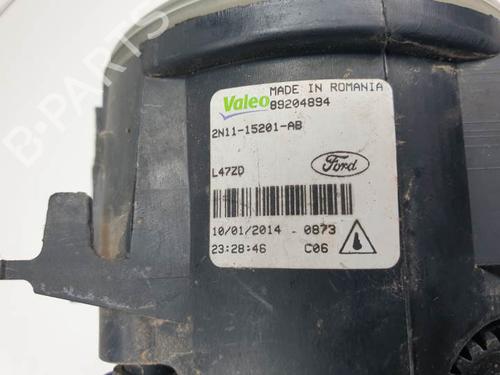 Valeo MADE IN ROMANIA
89204894
2N11-15201-AB
L47ZD
Ford
10/01/2014 - 0873
23:28:46 C06
B-PARTS